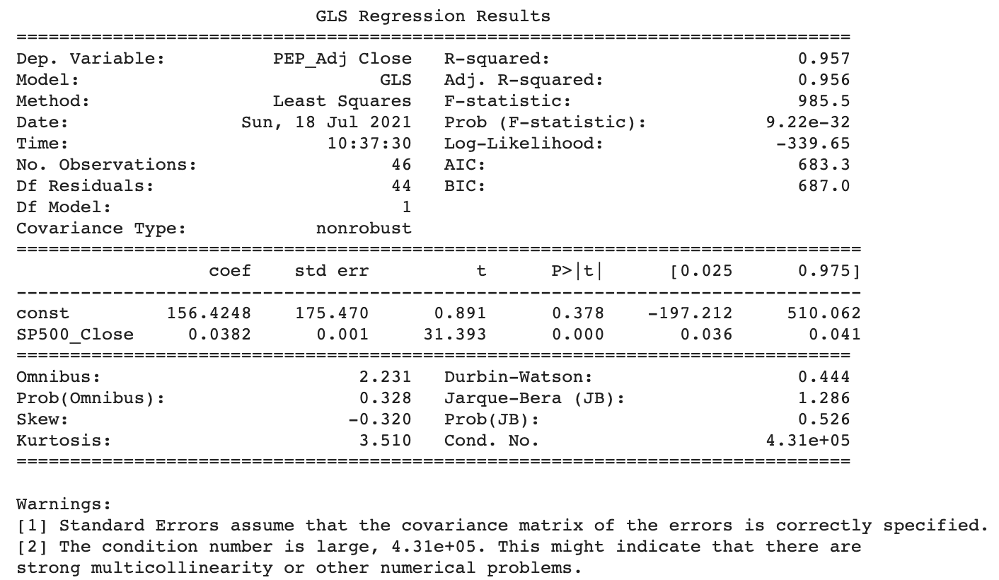 GLS Regression Results
==============================================================================
Dep. Variable:          PEP_Adj Close   R-squared:                       0.957
Model:                            GLS   Adj. R-squared:                  0.956
Method:                 Least Squares   F-statistic:                     985.5
Date:                Sun, 18 Jul 2021   Prob (F-statistic):           9.22e-32
Time:                        10:37:30   Log-Likelihood:                -339.65
No. Observations:                  46   AIC:                             683.3
Df Residuals:                      44   BIC:                             687.0
Df Model:                           1
Covariance Type:            nonrobust
===============================================================================
                  coef    std err          t      P>|t|      [0.025      0.975]
-------------------------------------------------------------------------------
const         156.4248    175.470      0.891      0.378    -197.212     510.062
SP500_Close     0.0382      0.001     31.393      0.000       0.036       0.041
==============================================================================
Omnibus:                        2.231   Durbin-Watson:                   0.444
Prob(Omnibus):                  0.328   Jarque-Bera (JB):                1.286
Skew:                          -0.320   Prob(JB):                        0.526
Kurtosis:                       3.510   Cond. No.                     4.31e+05
==============================================================================

Warnings:
[1] Standard Errors assume that the covariance matrix of the errors is correctly specified.
[2] The condition number is large, 4.31e+05. This might indicate that there are
strong multicollinearity or other numerical problems.